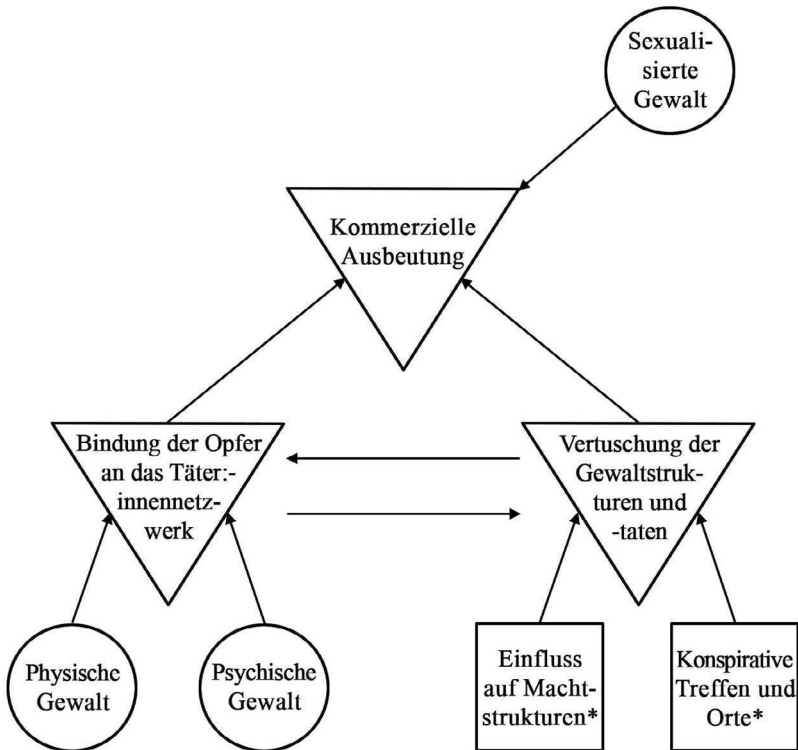 Sexuali-
sierte
Gewalt
Kommerzielle
Ausbeutung
Bindung der Opfer
an das Täter:-
innennetz-
werk
Vertuschung der
Gewaltstruk-
turen und
-taten
Physische
Gewalt
Psychische
Gewalt
Einfluss
auf Macht-
strukturen*
Konspirative
Treffen und
Orte*